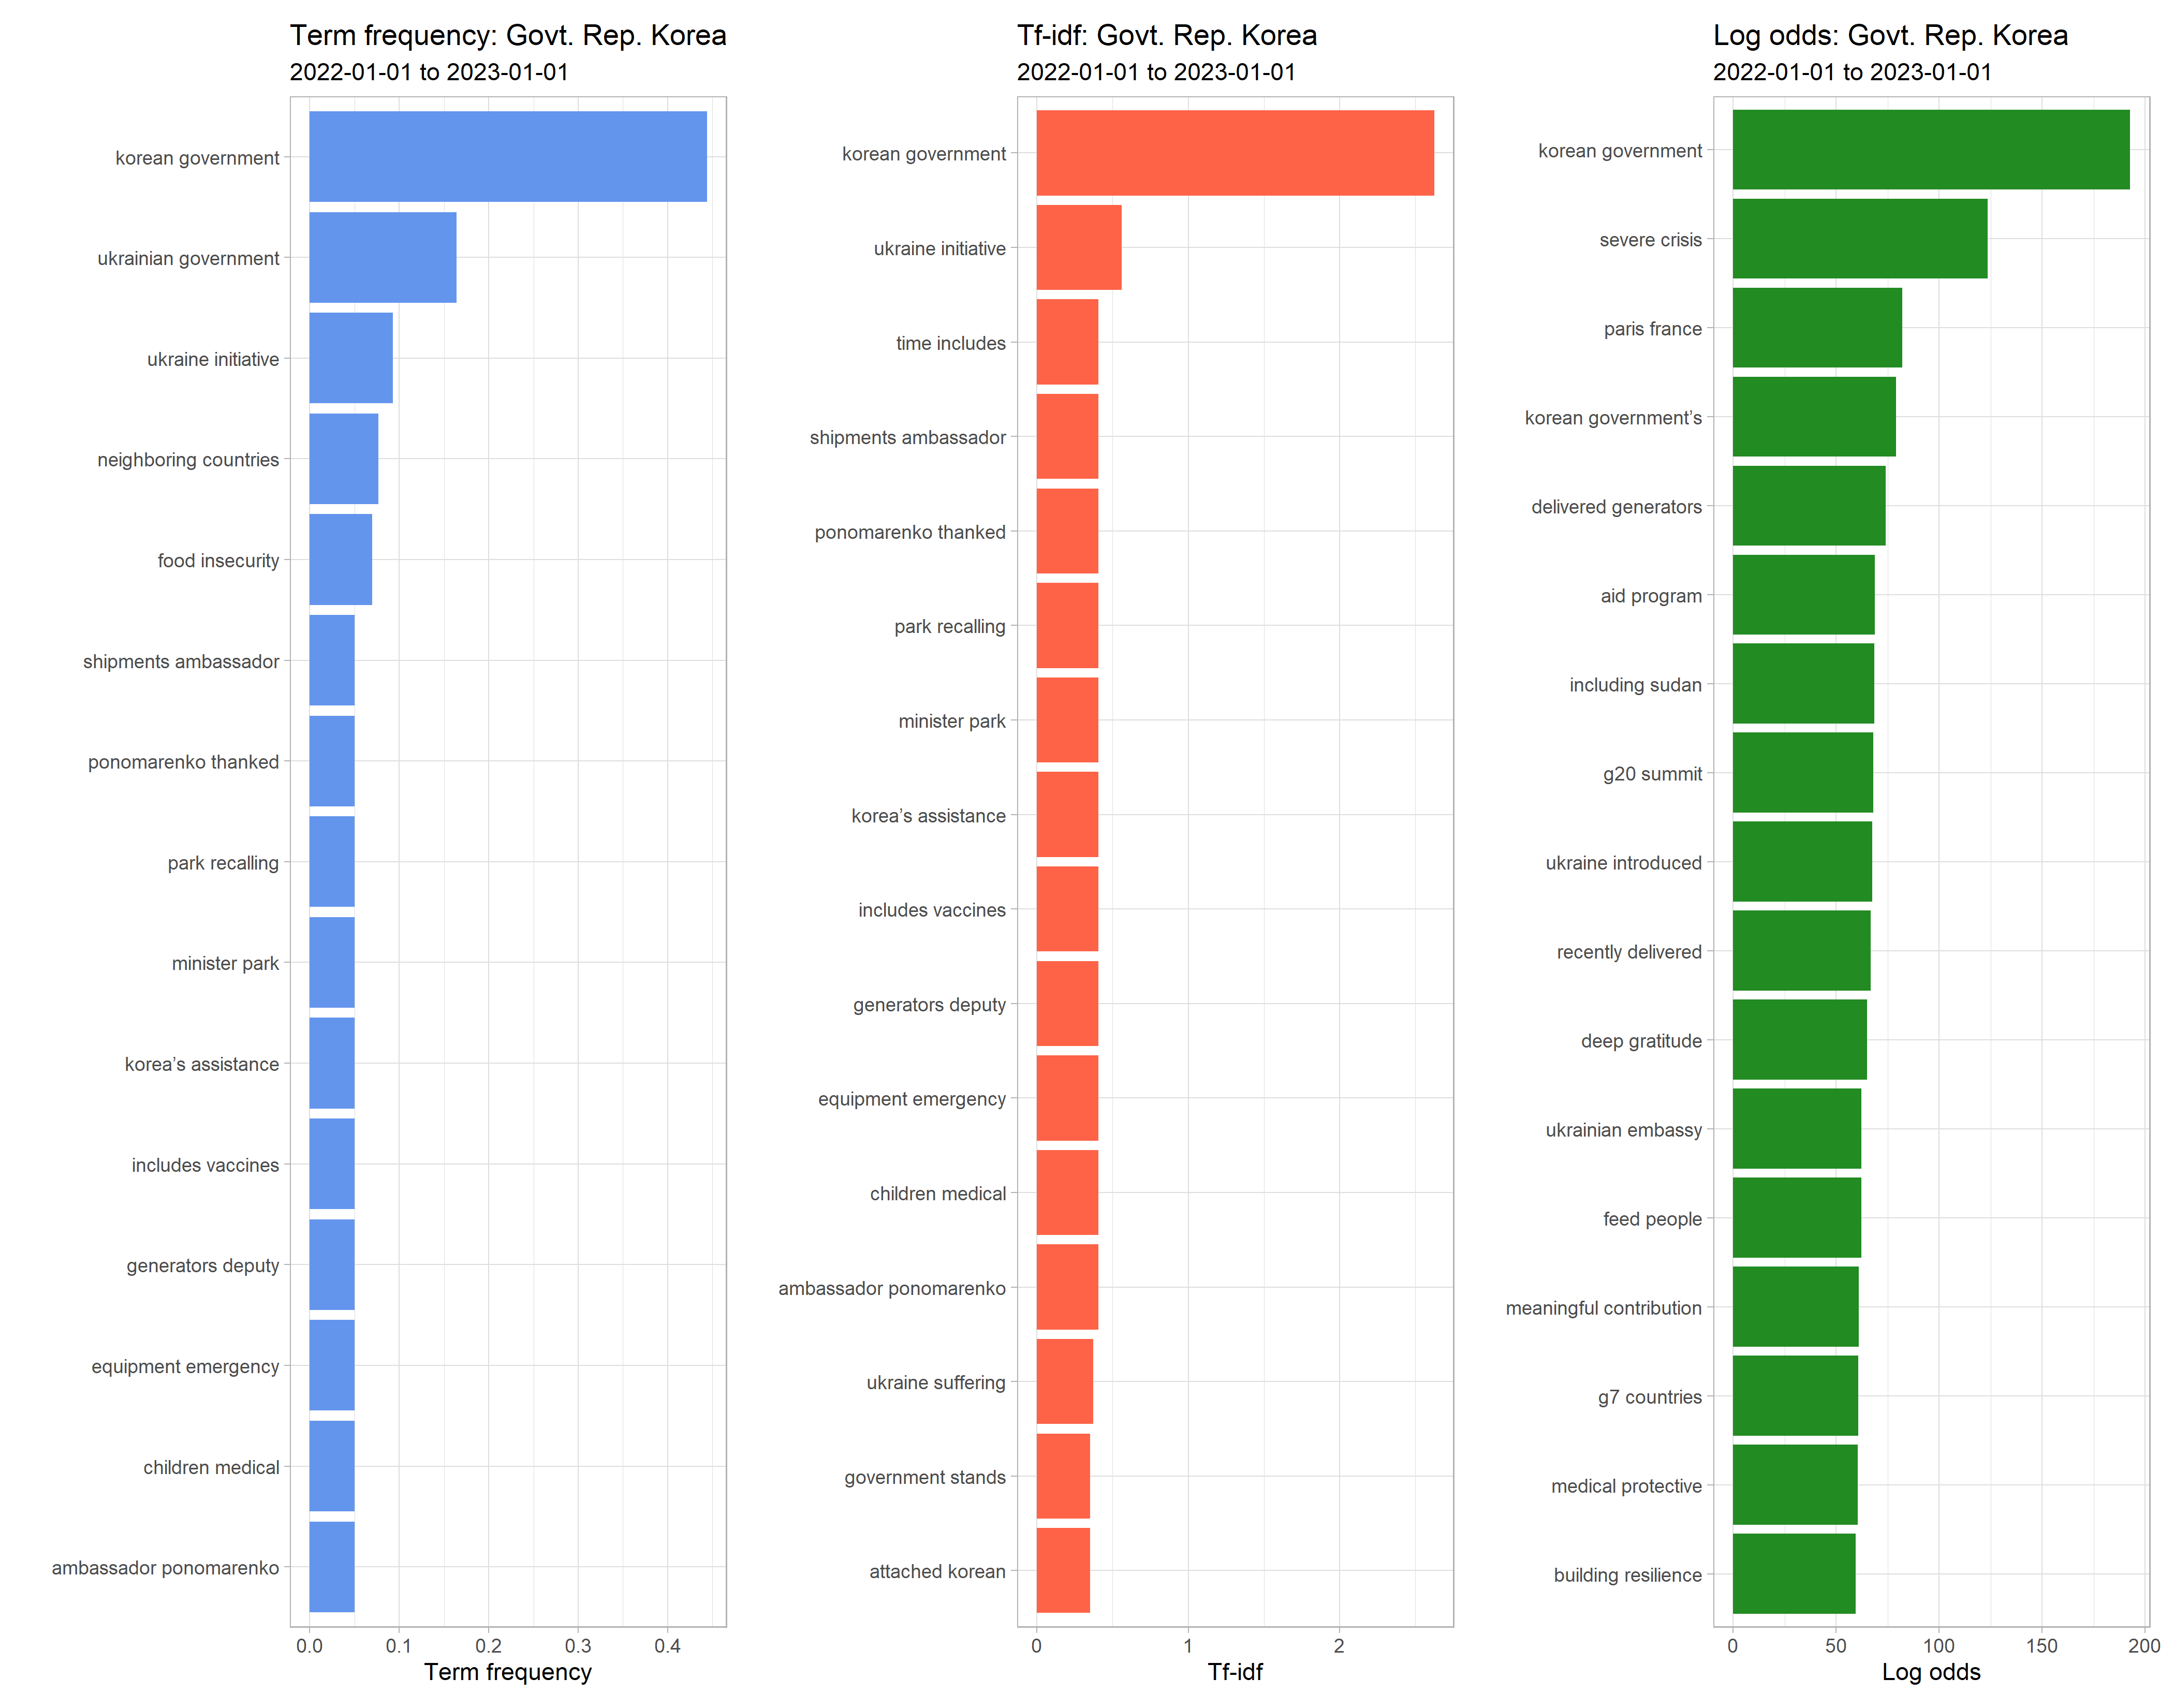 Term frequency: Govt. Rep. Korea
2022-01-01 to 2023-01-01
korean government
ukrainian government
ukraine initiative
neighboring countries
food insecurity
shipments ambassador
ponomarenko thanked
park recalling
minister park
korea’s assistance
includes vaccines
generators deputy
equipment emergency
children medical
ambassador ponomarenko
0.0 0.1 0.2 0.3 0.4
Term frequency
Tf-idf: Govt. Rep. Korea
2022-01-01 to 2023-01-01
korean government
ukraine initiative
time includes
shipments ambassador
ponomarenko thanked
park recalling
minister park
korea’s assistance
includes vaccines
generators deputy
equipment emergency
children medical
ambassador ponomarenko
ukraine suffering
government stands
attached korean
0 1 2
Tf-idf
Log odds: Govt. Rep. Korea
2022-01-01 to 2023-01-01
korean government
severe crisis
paris france
korean government’s
delivered generators
aid program
including sudan
g20 summit
ukraine introduced
recently delivered
deep gratitude
ukrainian embassy
feed people
meaningful contribution
g7 countries
medical protective
building resilience
0 50 100 150 200
Log odds